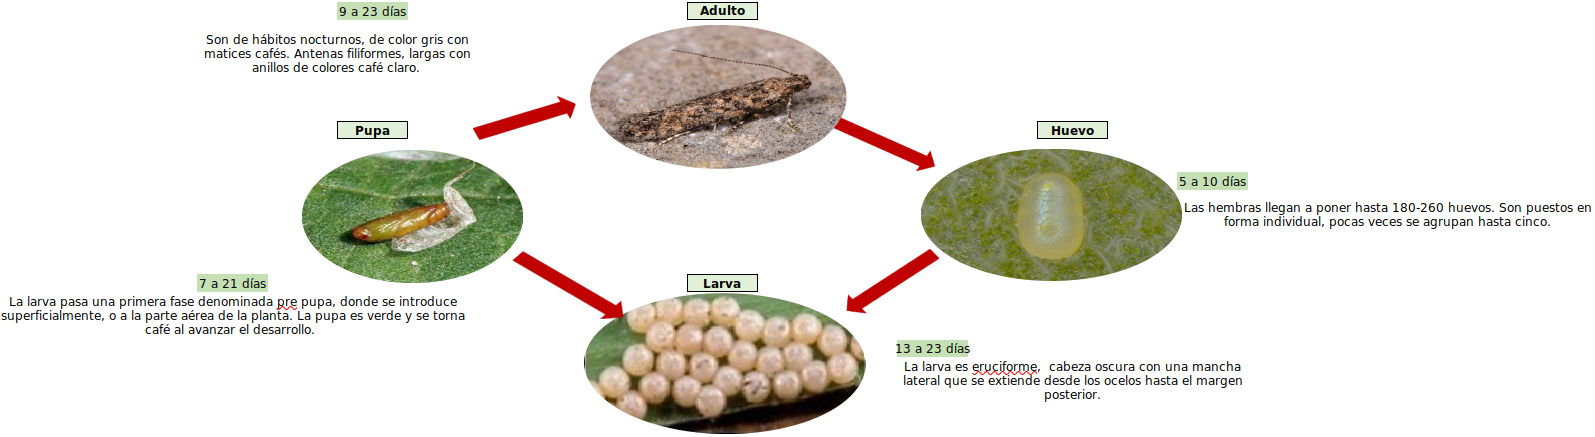 9 a 23 días
Son de hábitos nocturnos, de color gris con
matices cafés. Antenas filiformes, largas con
anillos de colores café claro.
Adulto
Pupa
Huevo
5 a 10 días
Las hembras llegan a poner hasta 180-260 huevos. Son puestos en
forma individual, pocas veces se agrupan hasta cinco.
7 a 21 días
La larva pasa una primera fase denominada pre pupa, donde se introduce
superficialmente, o a la parte aérea de la planta. La pupa es verde y se torna
café al avanzar el desarrollo.
Larva
13 a 23 días
La larva es eruciforme,  cabeza oscura con una mancha
lateral que se extiende desde los ocelos hasta el margen
posterior.